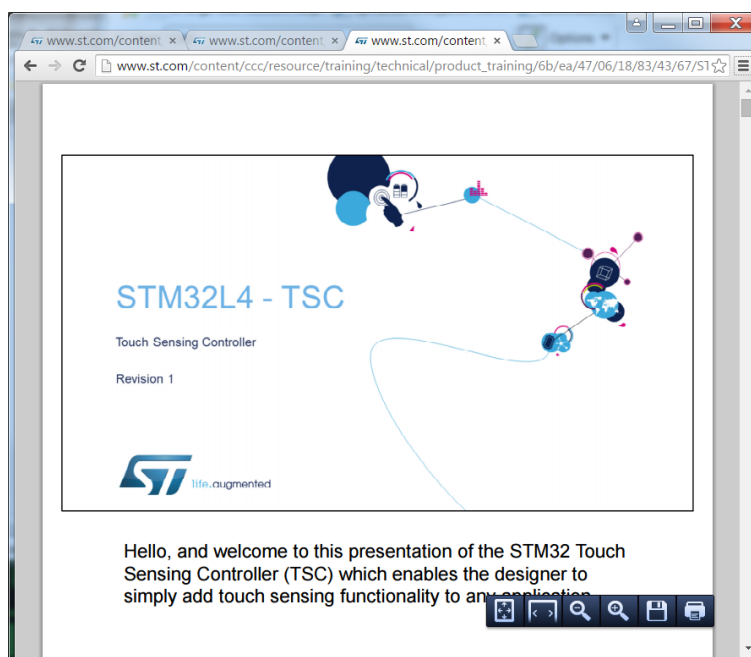 www.st.com/content
www.st.com/content
www.st.com/content
www.st.com/content/ccc/resource/training/technical/product_training/6b/ea/47/06/18/83/43/67/
STM32L4 - TSC
Touch Sensing Controller
Revision 1
life.augmented
Hello, and welcome to this presentation of the STM32 Touch
Sensing Controller (TSC) which enables the designer to
simply add touch sensing functionality to any application